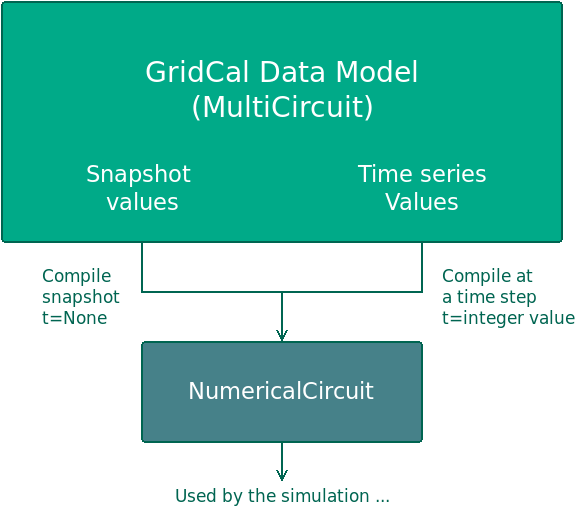 GridCal Data Model
(MultiCircuit)
Snapshot
values
Time series
Values
Compile
snapshot
t=None
Compile at
a time step
t=integer value
NumericalCircuit
Used by the simulation ...